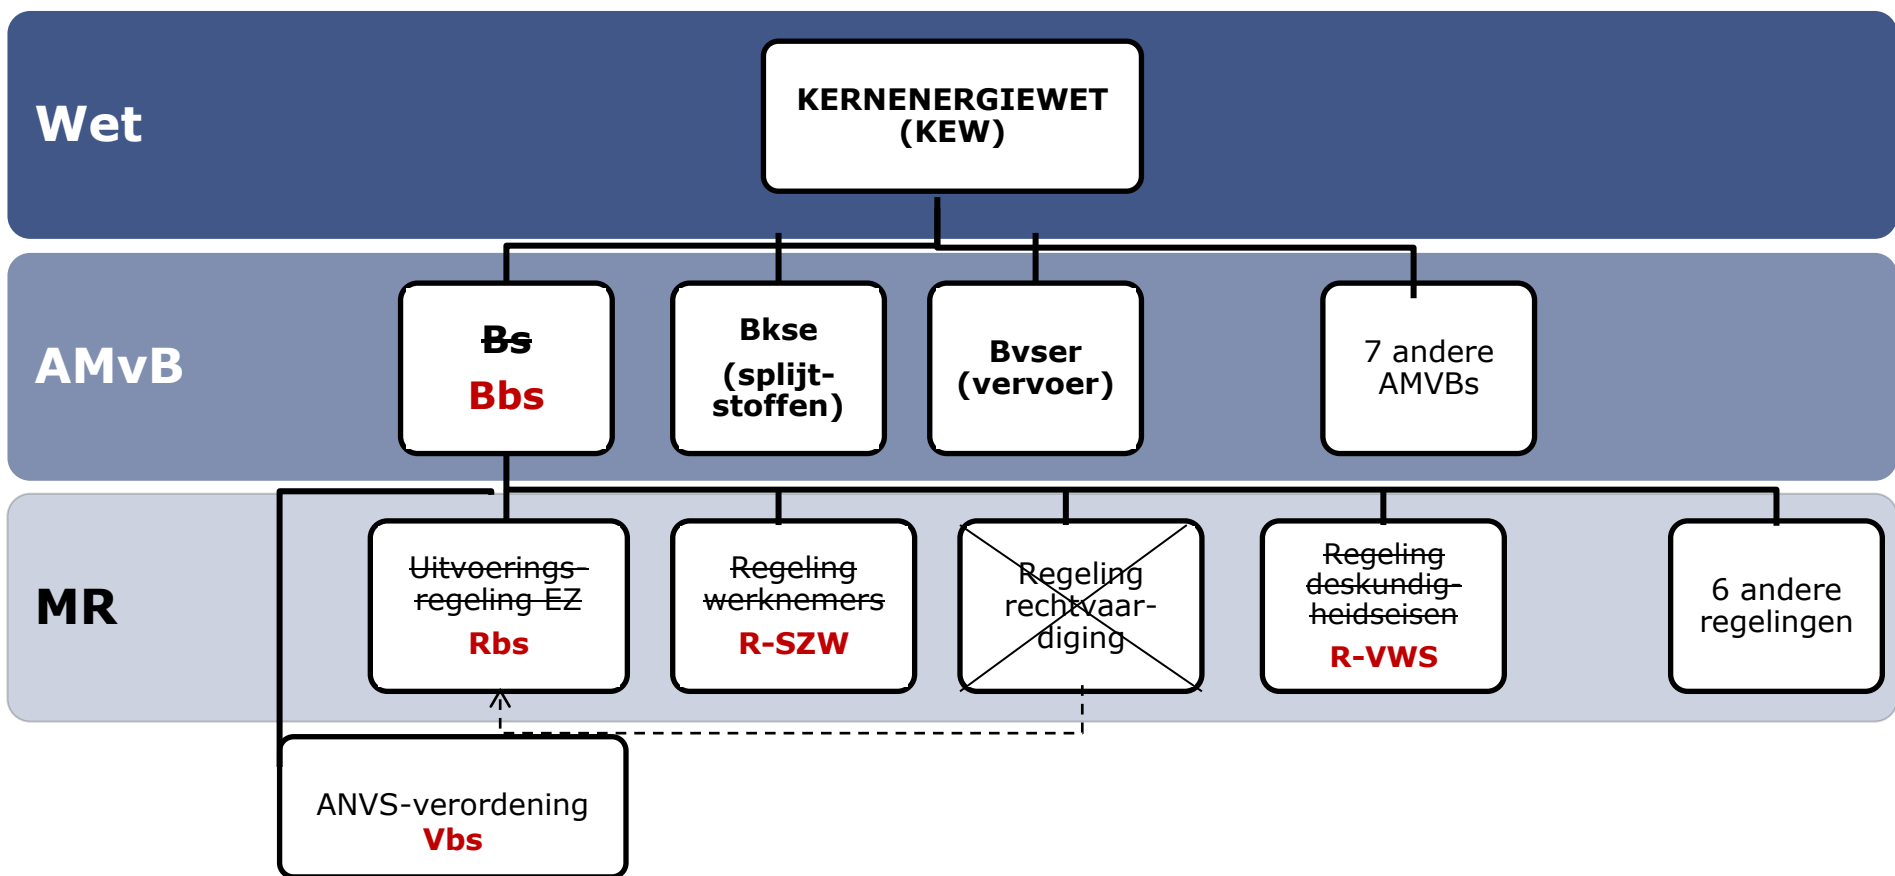 Wet
KERNENERGIEWET
(KEW)
AMvB
Bs
Bbs
Bkse
(splijt-
stoffen)
Bvser
(vervoer)
7 andere
AMVBs
MR
Uitvoerings-
regeling EZ
Rbs
Regeling
werknemers
R-SZW
Regeling
rechtvaar-
diging
Regeling
deskundig-
heidseisen
R-VWS
6 andere
regelingen
ANVS-verordening
Vbs